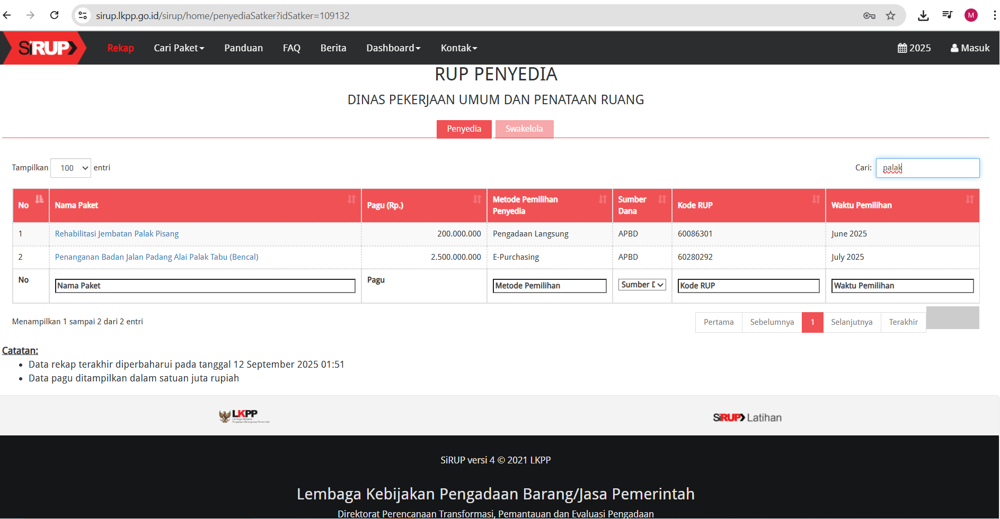 sirup.lkpp.go.id/sirup/home/penyediaSatker?idSatker=109132
M
SiRUP
Rekap
Cari Paket
Panduan
FAQ
Berita
Dashboard
Kontak
2025
Masuk
RUP PENYEDIA
DINAS PEKERJAAN UMUM DAN PENATAAN RUANG
Penyedia
Swakelola
Tampilkan 100 entri
Cari: palak
No
Nama Paket
Pagu (Rp.)
Metode Pemilihan
Penyedia
Sumber
Dana
Kode RUP
Waktu Pemilihan
1 Rehabilitasi Jembatan Palak Pisang 200.000.000 Pengadaan Langsung APBD 60086301 June 2025
2 Penanganan Badan Jalan Padang Alai Palak Tabu (Bencal) 2.500.000.000 E-Purchasing APBD 60280292 July 2025
No
Nama Paket
Pagu
Metode Pemilihan
Sumber D
Kode RUP
Waktu Pemilihan
Menampilkan 1 sampai 2 dari 2 entri
Pertama
Sebelumnya
1
Selanjutnya
Terakhir
Catatan:
Data rekap terakhir diperbaharui pada tanggal 12 September 2025 01:51
Data pagu ditampilkan dalam satuan juta rupiah
LKPP
Lembaga Kebijakan
Pengadaan Barang/Jasa Pemerintah
SiRUP Latihan
SiRUP versi 4 © 2021 LKPP
Lembaga Kebijakan Pengadaan Barang/Jasa Pemerintah
Direktorat Perencanaan Transformasi, Pemantauan dan Evaluasi Pengadaan